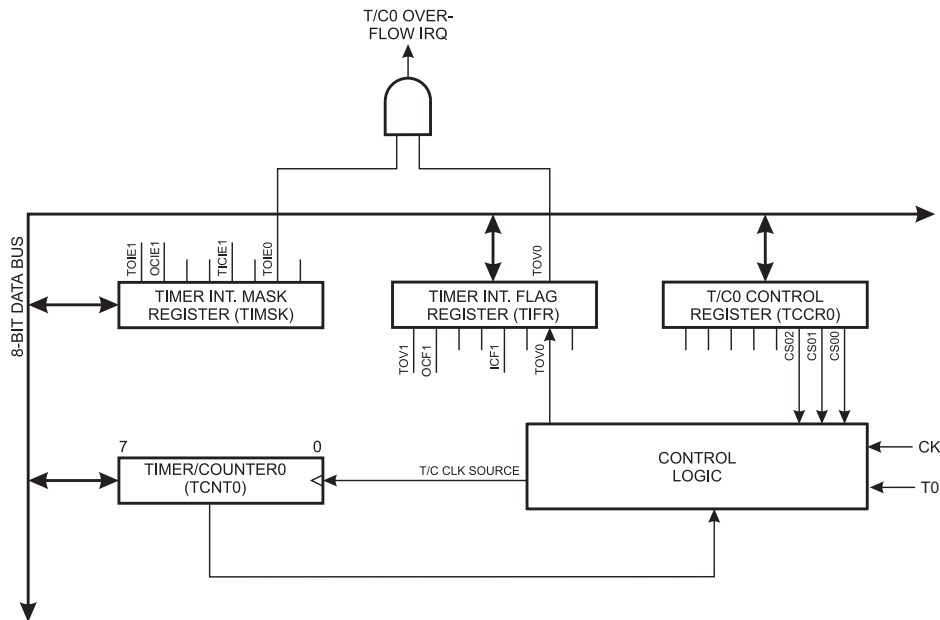 T/C0 OVER-
FLOW IRQ
8-BIT DATA BUS
TOIE1
OCIE1
TICIE1
TOIE0
TOV0
TIMER INT. MASK
REGISTER (TIMSK)
TIMER INT. FLAG
REGISTER (TIFR)
T/C0 CONTROL
REGISTER (TCCR0)
TOV1
OCF1
ICF1
TOV0
CS02
CS01
CS00
7
0
TIMER/COUNTER0
(TCNT0)
T/C CLK SOURCE
CONTROL
LOGIC
CK
T0